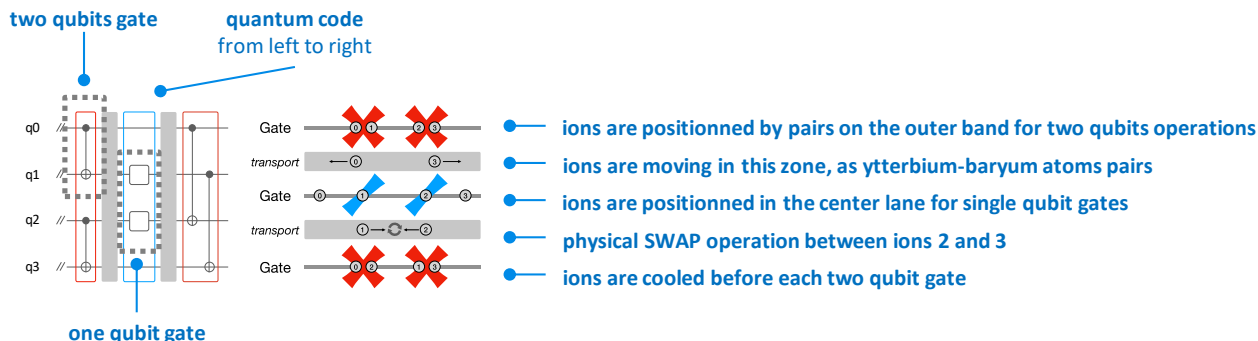 two qubits gate
quantum code
from left to right
q0
q1
q2
q3
//
//
//
//
one qubit gate
Gate
0 1 2 3
transport
0 3
Gate
0 1 2 3
transport
1 2
Gate
0 2 1 3
ions are positionned by pairs on the outer band for two qubits operations
ions are moving in this zone, as ytterbium-baryum atoms pairs
ions are positionned in the center lane for single qubit gates
physical SWAP operation between ions 2 and 3
ions are cooled before each two qubit gate